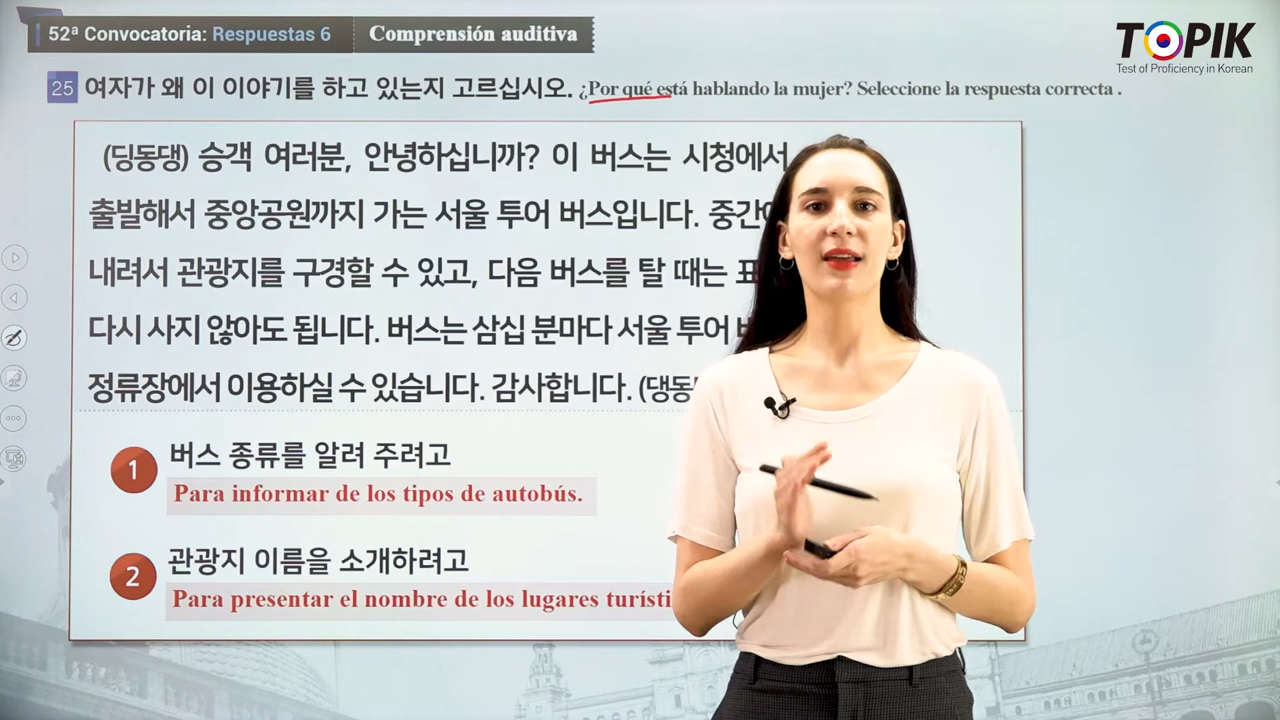 52ª Convocatoria: Respuestas 6 Comprensión auditiva
TOPIK
Test of Proficiency in Korean
25 여자가 왜 이 이야기를 하고 있는지 고르십시오. ¿Por qué está hablando la mujer? Seleccione la respuesta correcta .
(딩동댕) 승객 여러분, 안녕하십니까? 이 버스는 시청에서
출발해서 중앙공원까지 가는 서울 투어 버스입니다.
내려서 관광지를 구경할 수 있고, 다음 버스를 탈 때는
다시 사지 않아도 됩니다. 버스는 삼십 분마다 서울 투어
정류장에서 이용하실 수 있습니다. 감사합니다.
1 버스 종류를 알려 주려고
Para informar de los tipos de autobús.
2 관광지 이름을 소개하려고
Para presentar el nombre de los lugares